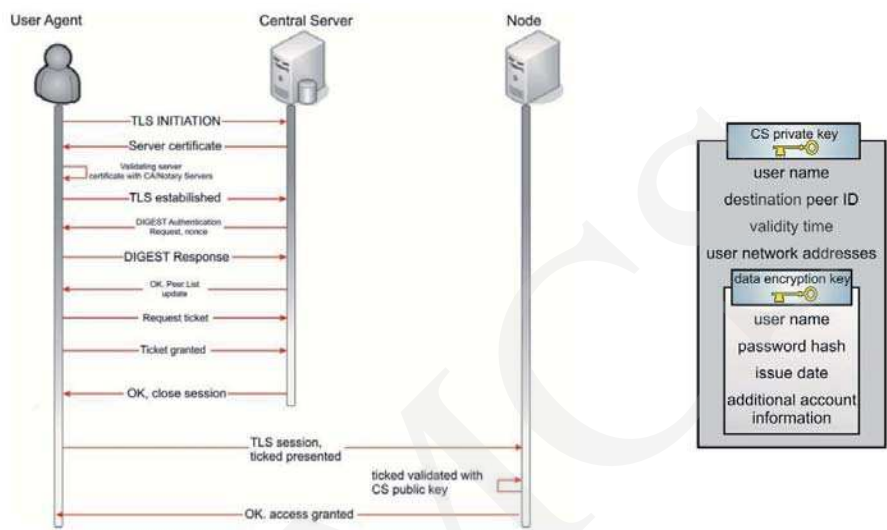 User Agent
Central Server
Node
TLS INITIATION
Server certificate
Validating server
certificate with CA/Notary Servers
TLS estabilished
DIGEST Authentication
Request, nonce
DIGEST Response
OK. Peer List
update
Request ticket
Ticket granted
OK, close session
TLS session,
ticked presented
ticked validated with
CS public key
OK. access granted
CS private key
user name
destination peer ID
validity time
user network addresses
data encryption key
user name
password hash
issue date
additional account
information